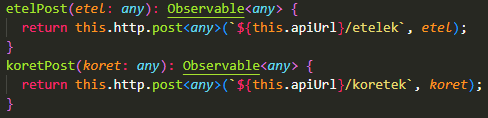 etelPost(etel: any): Observable<any> {
  return this.http.post<any>(`${this.apiUrl}/etelek`, etel);
}
koretPost(koret: any): Observable<any> {
  return this.http.post<any>(`${this.apiUrl}/koretek`, koret);
}